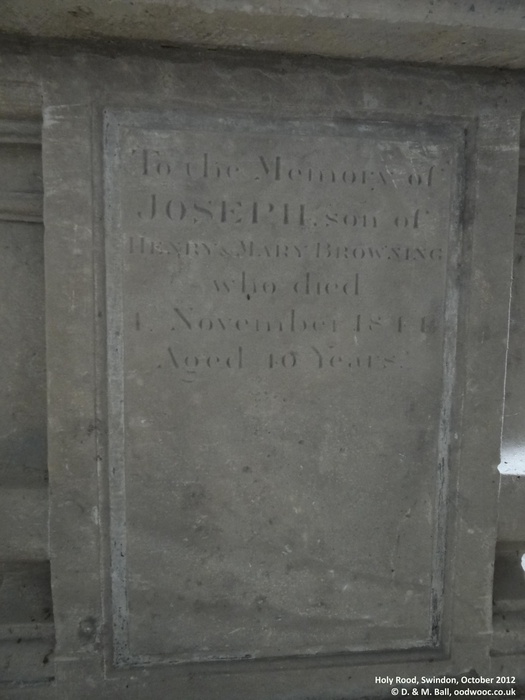 To the Memory of
JOSEPH, son of
HENRY & MARY BROWNING
who died
November
Aged 40 Years
Holy Rood, Swindon, October 2012
© D. & M. Ball, oodwooc.co.uk